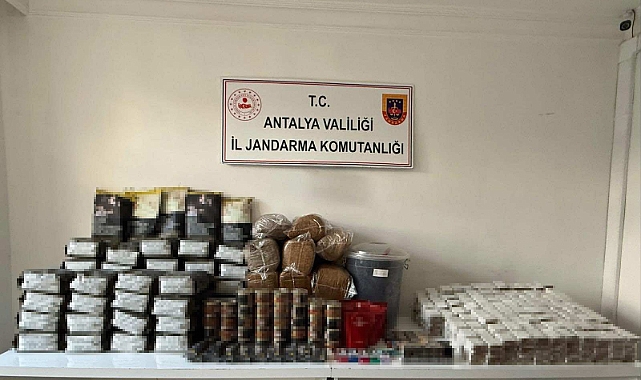 T.C.
ANTALYA VALİLİĞİ
İL JANDARMA KOMUTANLIĞI